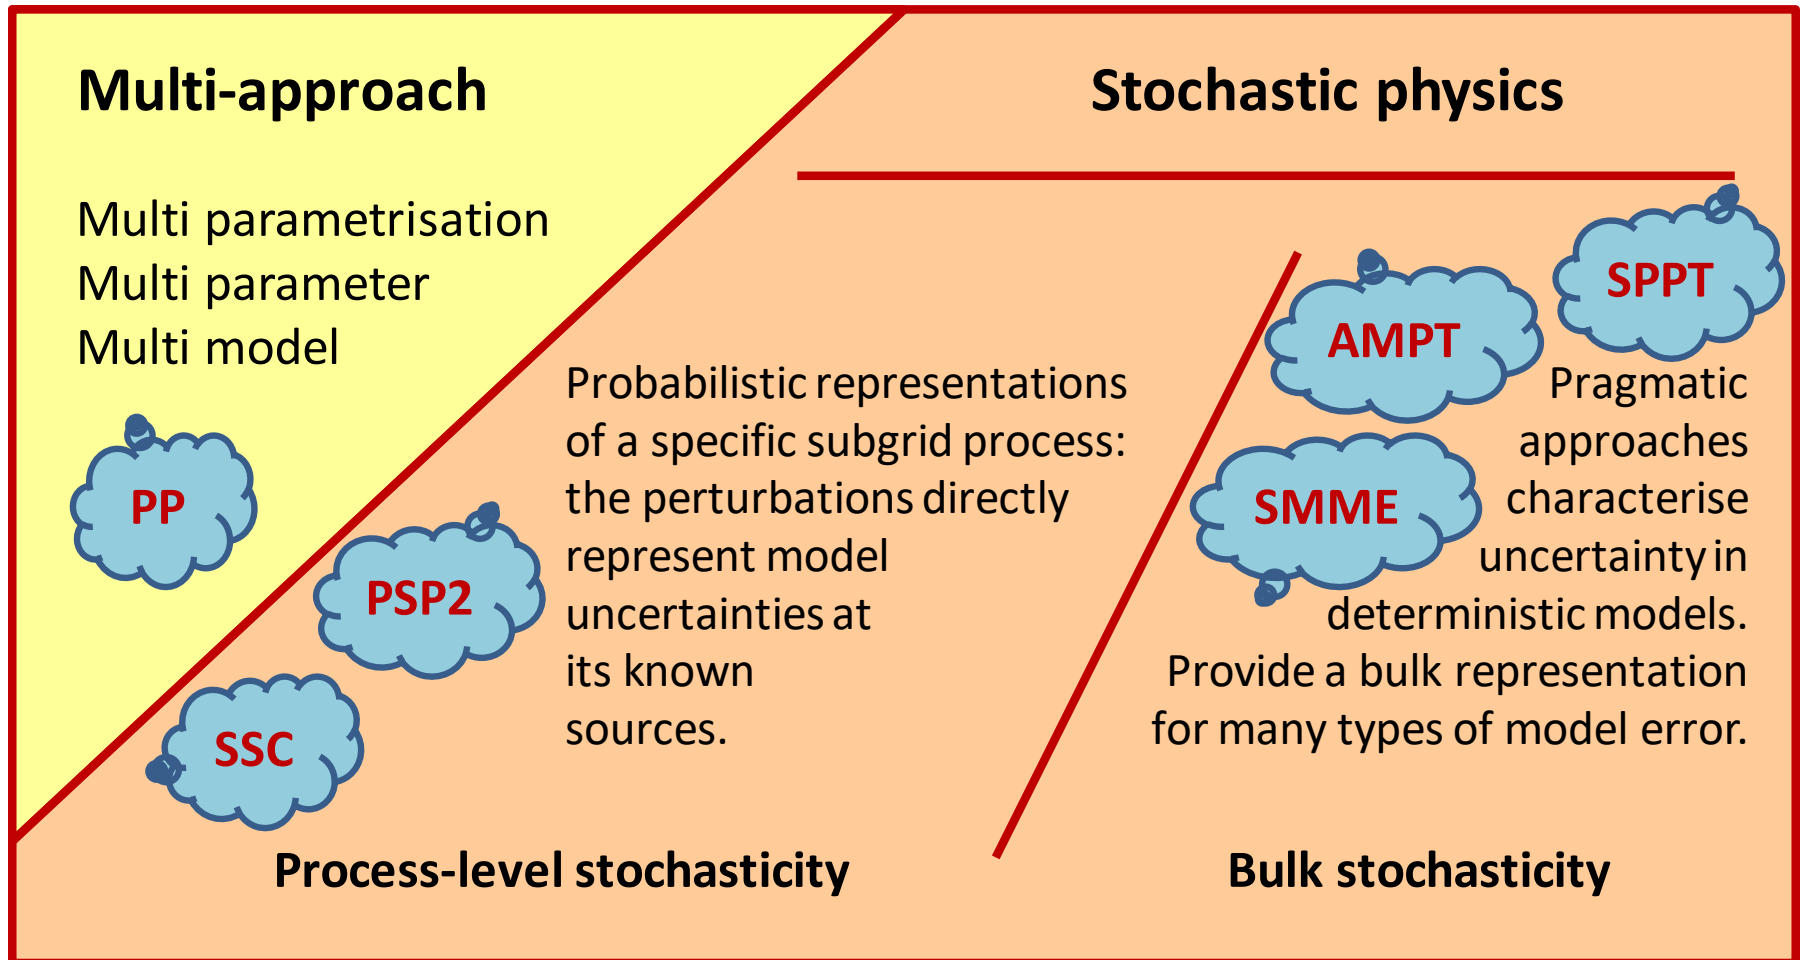 Multi-approach
Multi parametrisation
Multi parameter
Multi model
PP
Stochastic physics
PSP2
SSC
Probabilistic representations
of a specific subgrid process:
the perturbations directly
represent model
uncertainties at
its known
sources.
Process-level stochasticity
SPPT
AMPT
SMME
Pragmatic
approaches
characterise
uncertainty in
deterministic models.
Provide a bulk representation
for many types of model error.
Bulk stochasticity